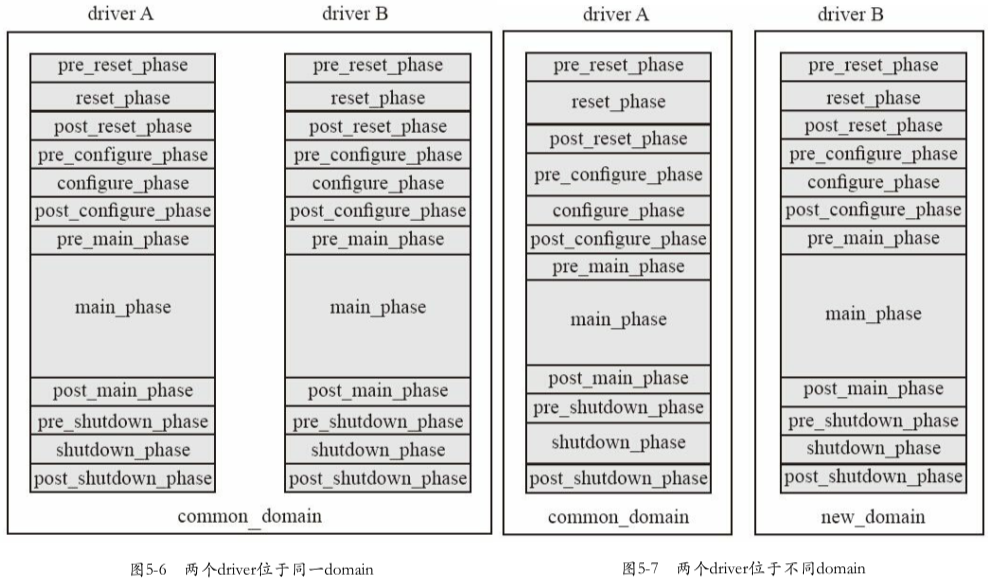 driver A
driver B
pre_reset_phase
reset_phase
post_reset_phase
pre_configure_phase
configure_phase
post_configure_phase
pre_main_phase
main_phase
post_main_phase
pre_shutdown_phase
shutdown_phase
post_shutdown_phase
pre_reset_phase
reset_phase
post_reset_phase
pre_configure_phase
configure_phase
post_configure_phase
pre_main_phase
main_phase
post_main_phase
pre_shutdown_phase
shutdown_phase
post_shutdown_phase
common_domain
图5-6 两个driver位于同一domain
driver A
pre_reset_phase
reset_phase
post_reset_phase
pre_configure_phase
configure_phase
post_configure_phase
pre_main_phase
main_phase
post_main_phase
pre_shutdown_phase
shutdown_phase
post_shutdown_phase
common_domain
driver B
pre_reset_phase
reset_phase
post_reset_phase
pre_configure_phase
configure_phase
post_configure_phase
pre_main_phase
main_phase
post_main_phase
pre_shutdown_phase
shutdown_phase
post_shutdown_phase
new_domain
图5-7 两个driver位于不同domain